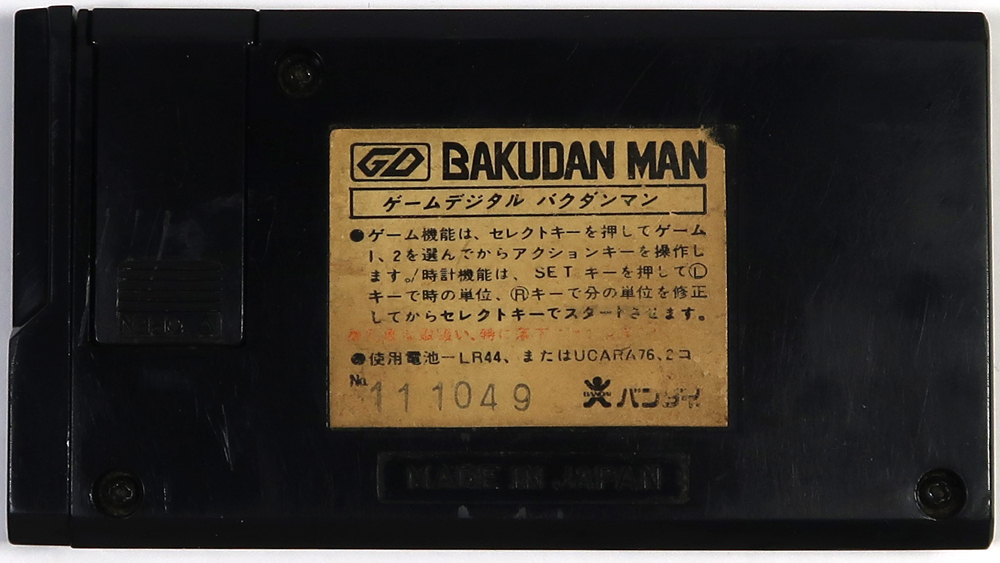 GD BAKUDAN MAN
ゲームデジタル バクダンマン
●ゲーム機能は、セレクトキーを押してゲーム
1、2を選んでからアクションキーを操作し
ます。/時計機能は、SETキーを押してⓁ
キーで時の単位、Ⓡキーで分の単位を修正
してからセレクトキーでスタートさせます。
い、特に落下
●使用電池ーLR44、またはUCARA76、2コ
No. 111049
バンダイ
MADE IN JAPAN